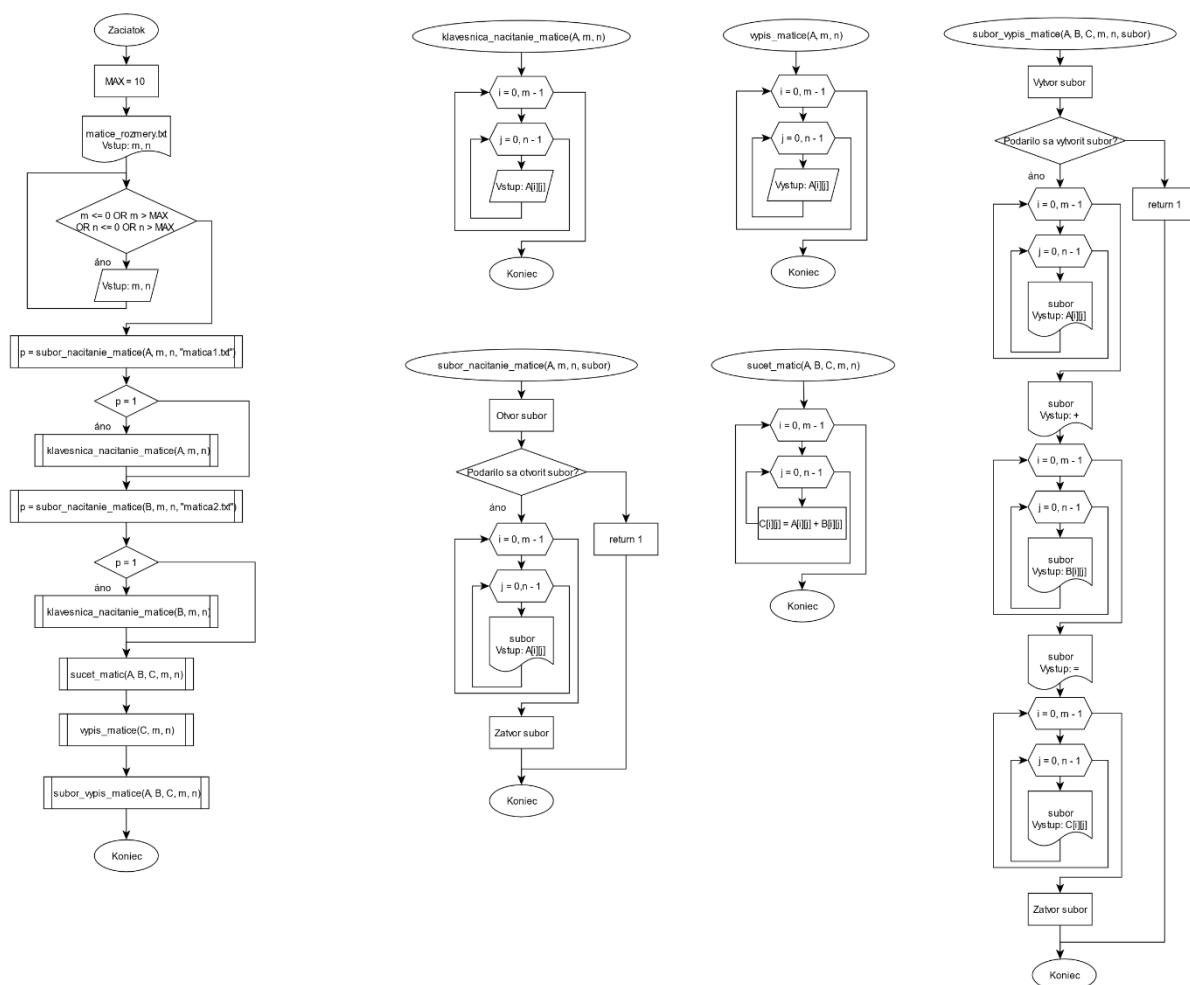 Zaciatok
MAX = 10
matice_rozmery.txt
Vstup: m, n
m <= 0 OR m > MAX
OR n <= 0 OR n > MAX
áno
Vstup: m, n
p = subor_nacitanie_matice(A, m, n, "matica1.txt")
p = 1
áno
klavesnica_nacitanie_matice(A, m, n)
p = subor_nacitanie_matice(B, m, n, "matica2.txt")
p = 1
áno
klavesnica_nacitanie_matice(B, m, n)
sucet_matic(A, B, C, m, n)
vypis_matice(C, m, n)
subor_vypis_matice(A, B, C, m, n)
Koniec
klavesnica_nacitanie_matice(A, m, n)
i = 0, m - 1
j = 0, n - 1
Vstup: A[i][j]
Koniec
subor_nacitanie_matice(A, m, n, subor)
Otvor subor
Podarilo sa otvorit subor?
áno
return 1
i = 0, m - 1
j = 0,n - 1
subor
Vstup: A[i][j]
Zatvor subor
Koniec
vypis_matice(A, m, n)
i = 0, m - 1
j = 0, n - 1
Vystup: A[i][j]
Koniec
sucet_matic(A, B, C, m, n)
i = 0, m - 1
j = 0, n - 1
C[i][j] = A[i][j] + B[i][j]
Koniec
subor_vypis_matice(A, B, C, m, n, subor)
Vytvor subor
Podarilo sa vytvorit subor?
áno
return 1
i = 0, m - 1
j = 0, n - 1
subor
Vystup: A[i][j]
subor
Vystup: +
i = 0, m - 1
j = 0, n - 1
subor
Vystup: B[i][j]
subor
Vystup: =
i = 0, m - 1
j = 0, n - 1
subor
Vystup: C[i][j]
Zatvor subor
Koniec